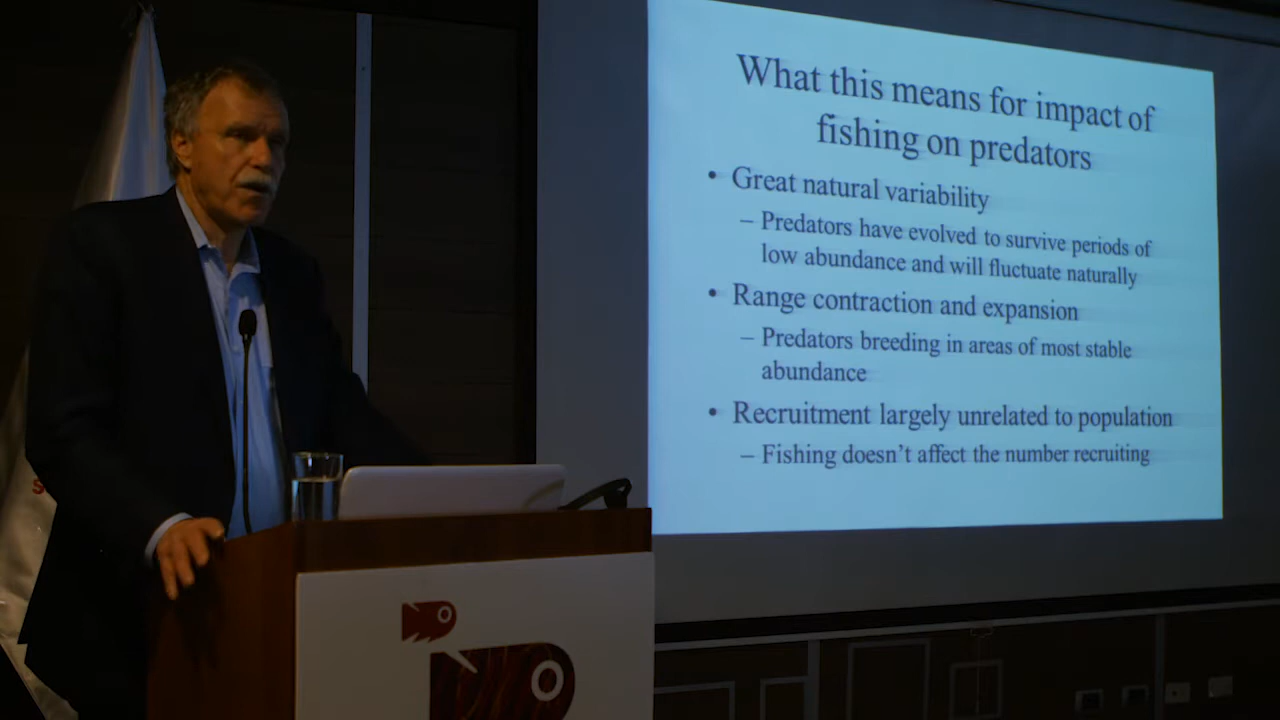 What this means for impact of
fishing on predators
• Great natural variability
– Predators have evolved to survive periods of
low abundance and will fluctuate naturally
• Range contraction and expansion
– Predators breeding in areas of most stable
abundance
• Recruitment largely unrelated to population
– Fishing doesn't affect the number recruiting